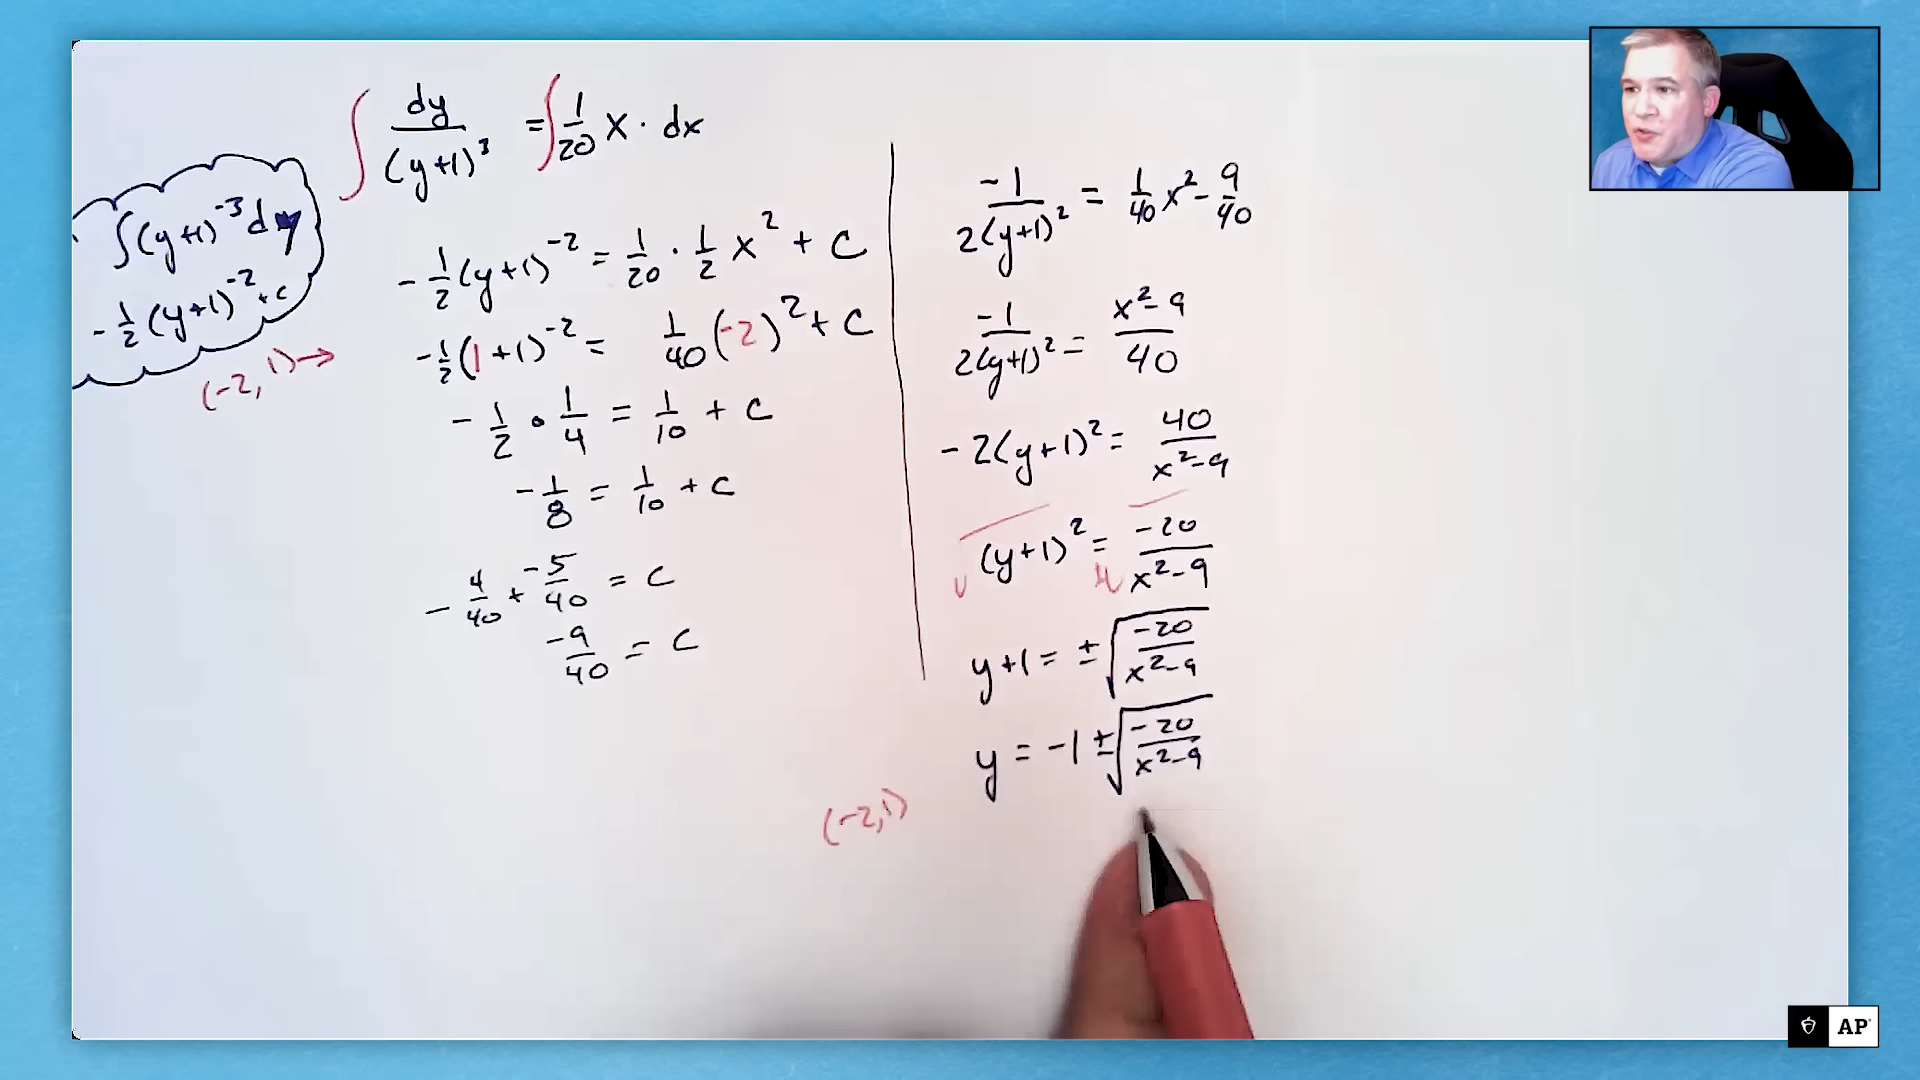 ∫ dy/(y+1)³ = ∫ 1/20 x · dx
∫(y+1)⁻³ dy
-1/2 (y+1)⁻² + c
(-2, 1) →
-1/2 (y+1)⁻² = 1/20 · 1/2 x² + C
-1/2 (1+1)⁻² = 1/40 (-2)² + C
-1/2 · 1/4 = 1/10 + C
-1/8 = 1/10 + C
-4/40 + -5/40 = C
-9/40 = C
-1/2(y+1)² = 1/40 x² - 9/40
-1/2(y+1)² = x²-9/40
-2(y+1)² = 40/x²-9
(y+1)² = -20/x²-9
y+1 = ±√-20/x²-9
y = -1 ±√-20/x²-9
(-2,1)
AP